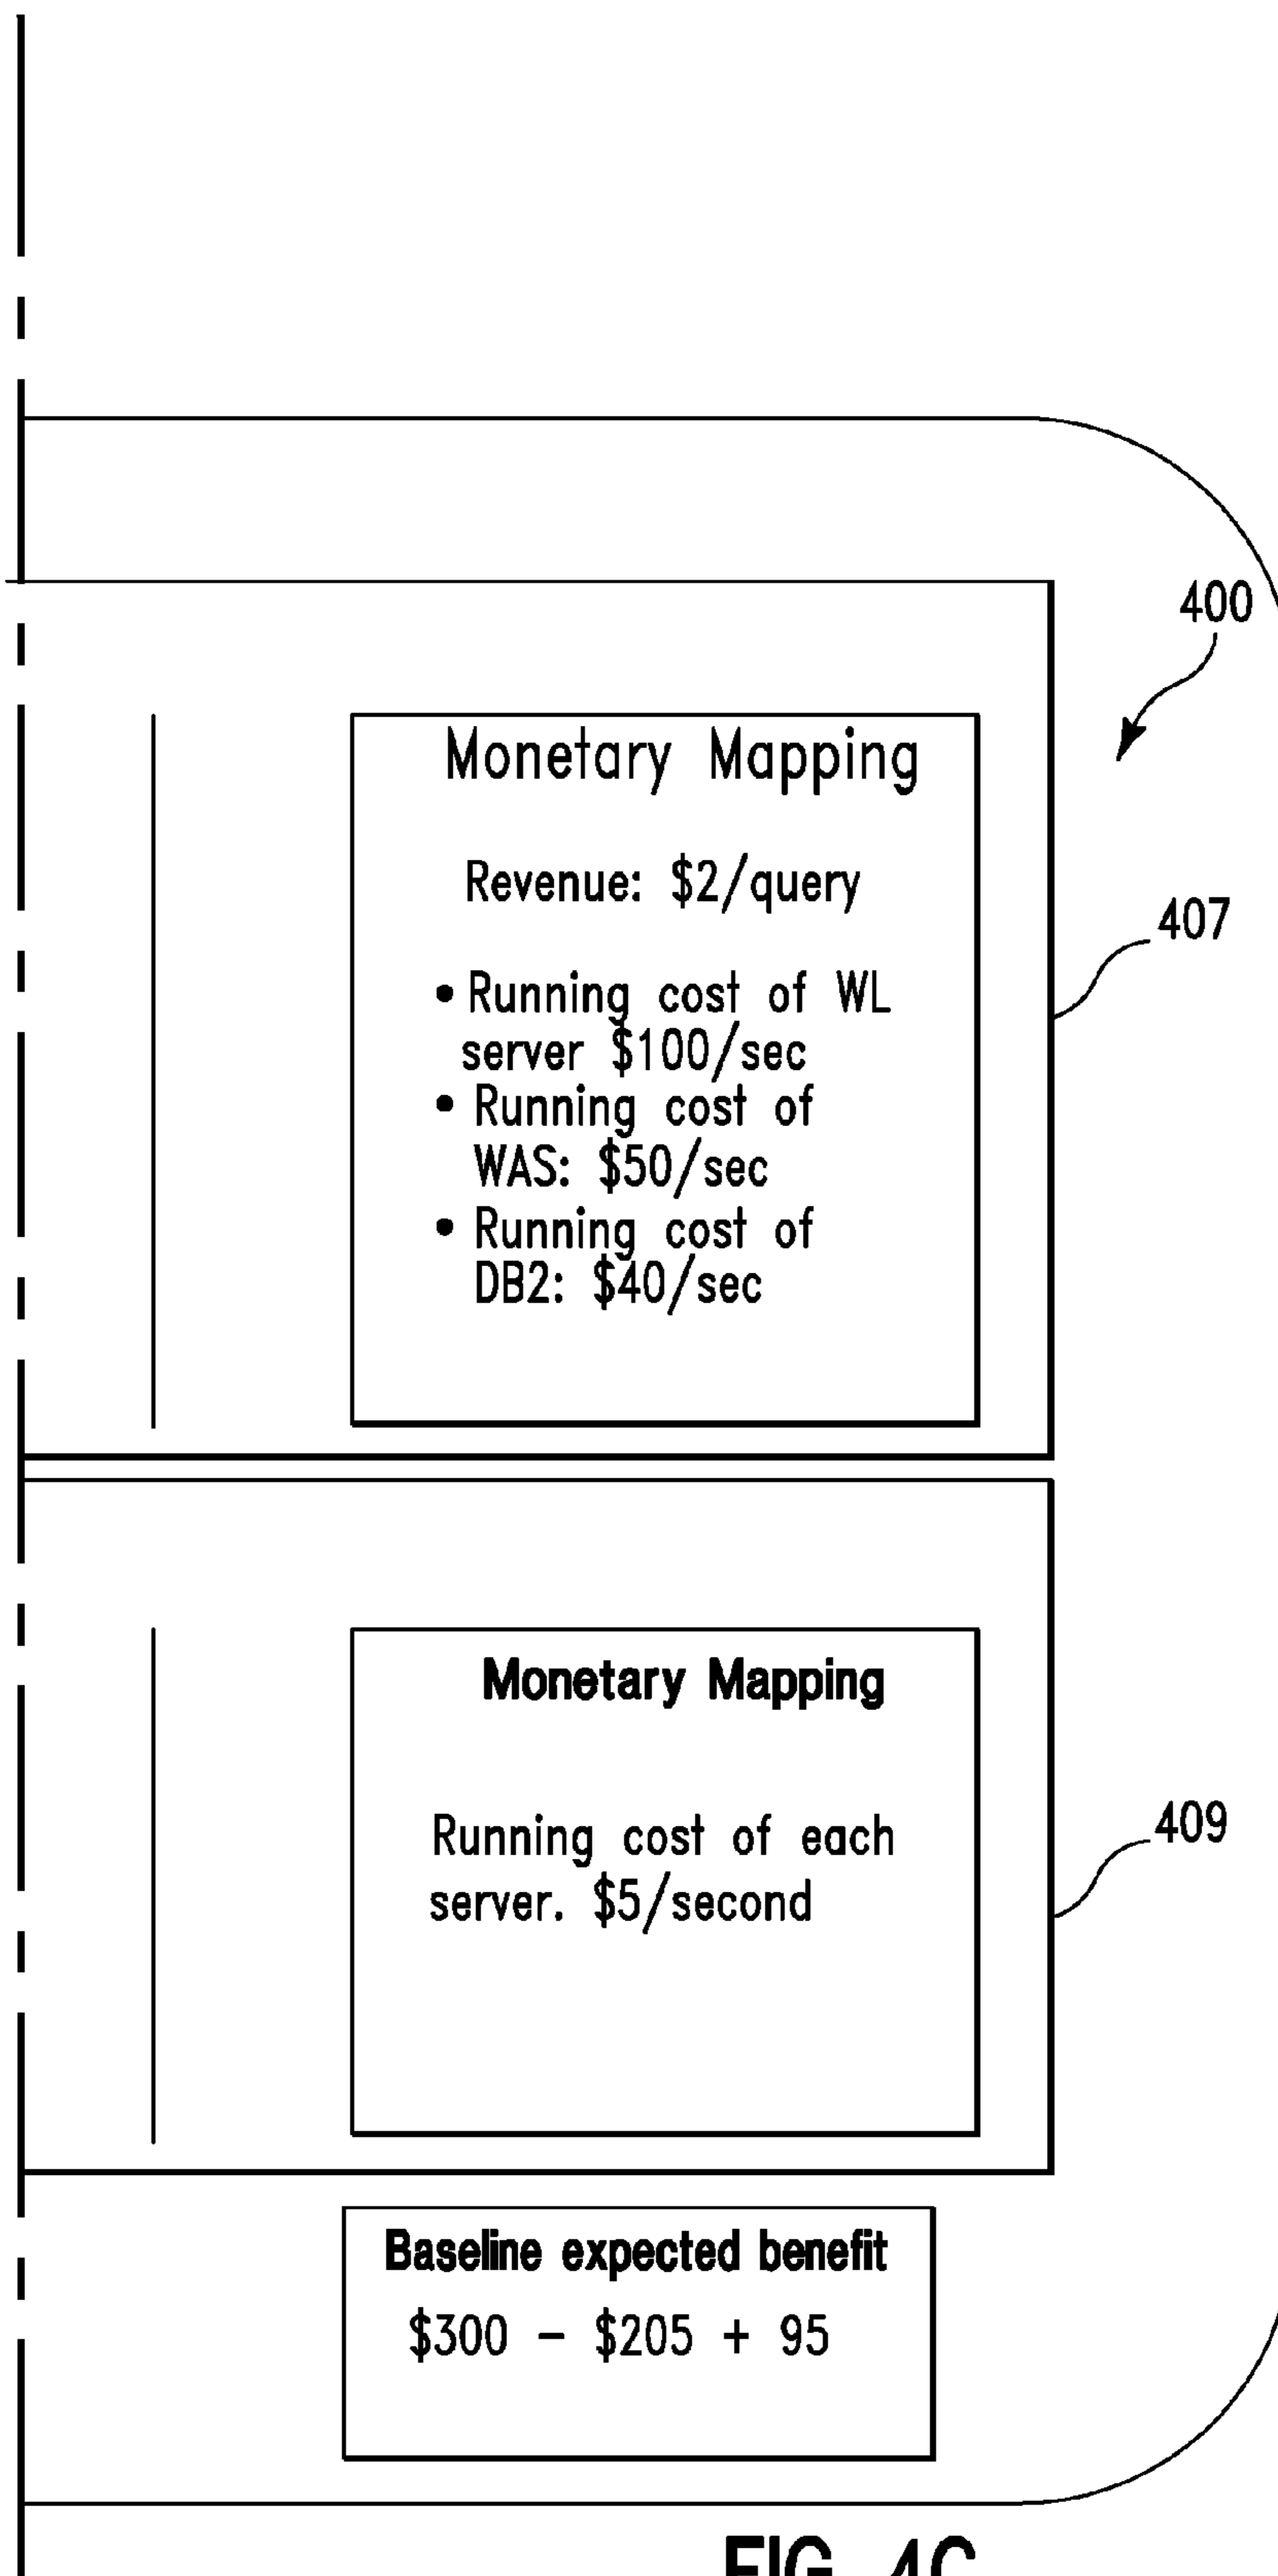 400
Monetary Mapping
Revenue: $2/query
407
• Running cost of WL
server $100/sec
• Running cost of
WAS: $50/sec
• Running cost of
DB2: $40/sec
Monetary Mapping
Running cost of each
server. $5/second
409
Baseline expected benefit
$300 − $205 + 95
FIG. 4C